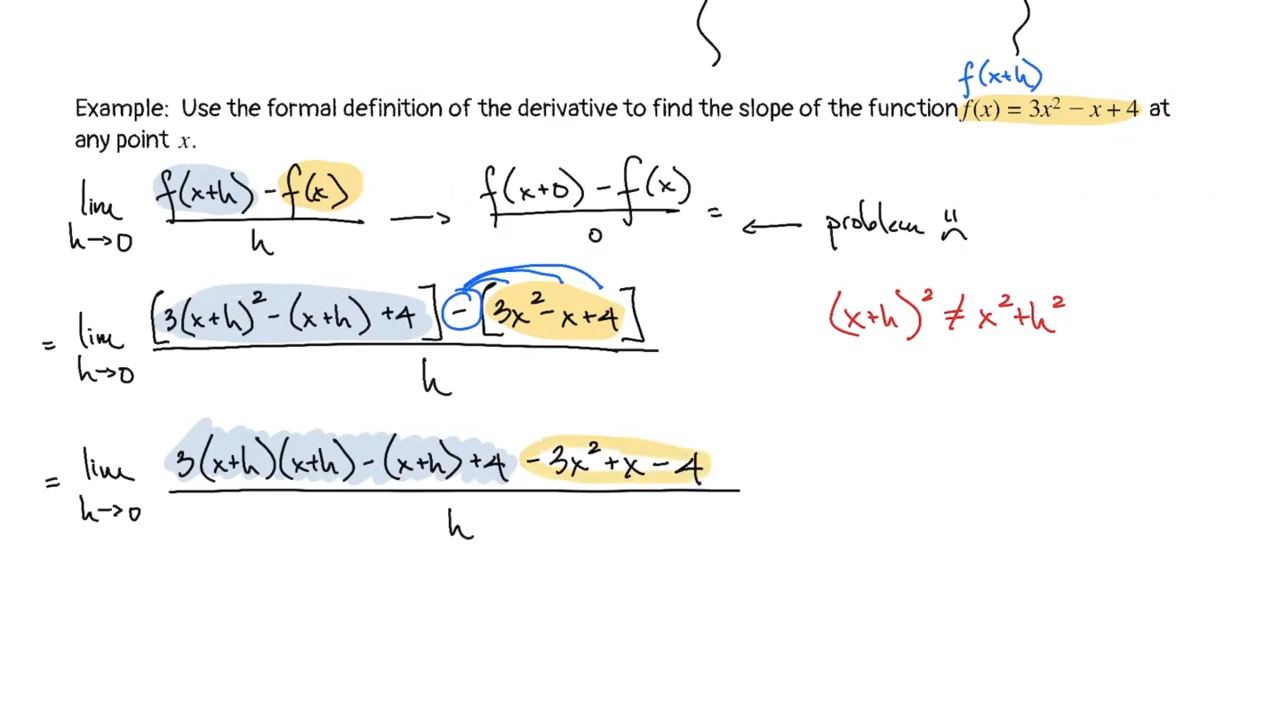 f(x+h)
Example: Use the formal definition of the derivative to find the slope of the function f(x) = 3x² − x + 4 at
any point x.
lim h→0 f(x+h) - f(x) / h → f(x+0) - f(x) / 0 = ← problem
= lim h→0 [3(x+h)² - (x+h) + 4] - [3x² - x + 4] / h
(x+h)² ≠ x² + h²
= lim h→0 3(x+h)(x+h) - (x+h) + 4 - 3x² + x - 4 / h